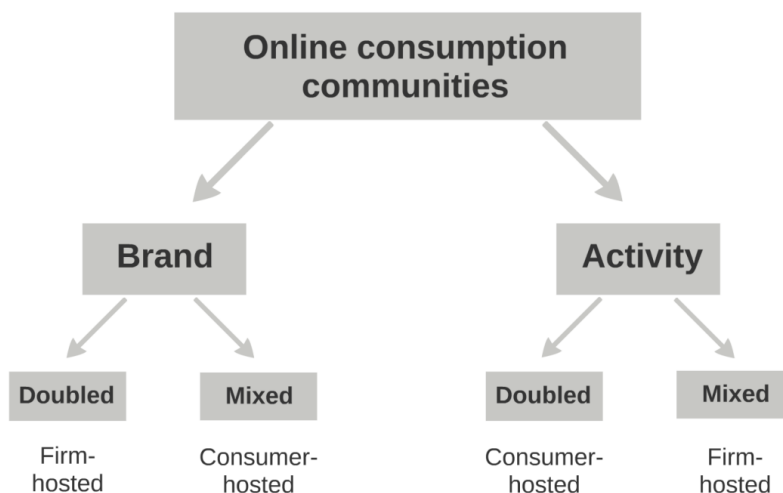 Online consumption
communities
Brand
Activity
Doubled
Mixed
Doubled
Mixed
Firm-
hosted
Consumer-
hosted
Consumer-
hosted
Firm-
hosted